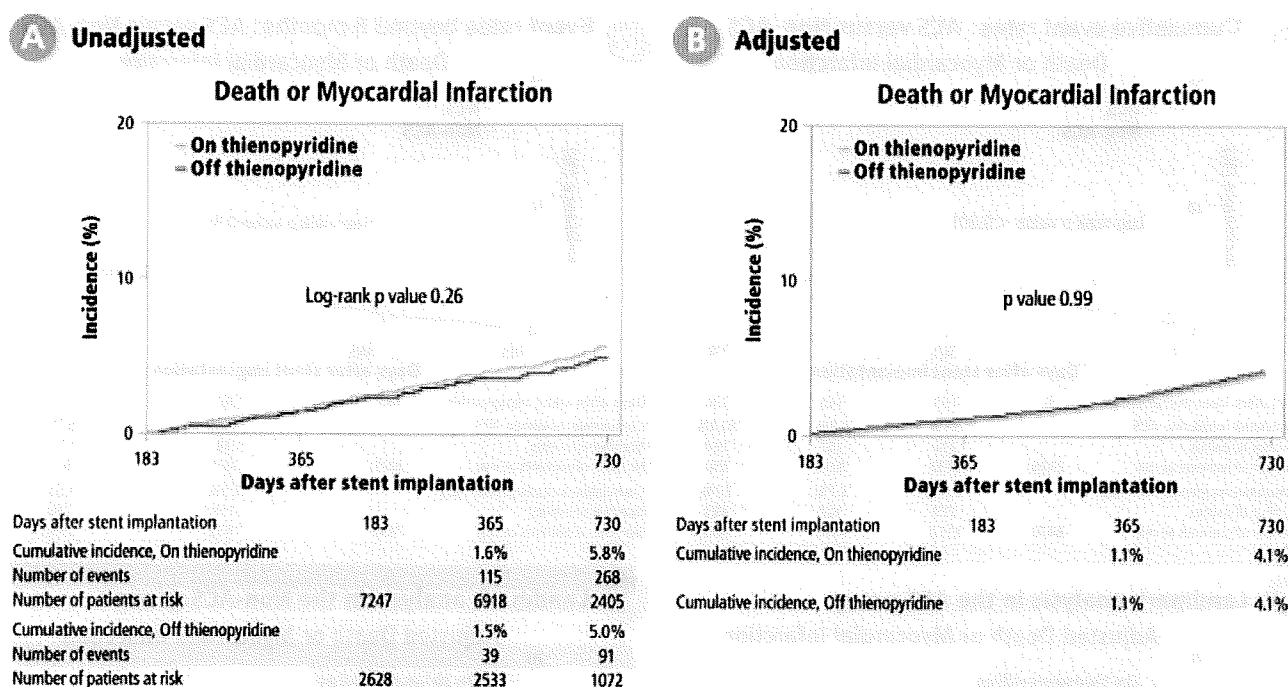 A Unadjusted
Death or Myocardial Infarction
20
On thienopyridine
Off thienopyridine
Incidence (%)
10
Log-rank p value 0.26
0
183 365 730
Days after stent implantation
Days after stent implantation 183 365 730
Cumulative incidence, On thienopyridine 1.6% 5.8%
Number of events 115 268
Number of patients at risk 7247 6918 2405
Cumulative incidence, Off thienopyridine 1.5% 5.0%
Number of events 39 91
Number of patients at risk 2628 2533 1072
B Adjusted
Death or Myocardial Infarction
20
On thienopyridine
Off thienopyridine
Incidence (%)
10
p value 0.99
0
183 365 730
Days after stent implantation
Days after stent implantation 183 365 730
Cumulative incidence, On thienopyridine 1.1% 4.1%
Cumulative incidence, Off thienopyridine 1.1% 4.1%